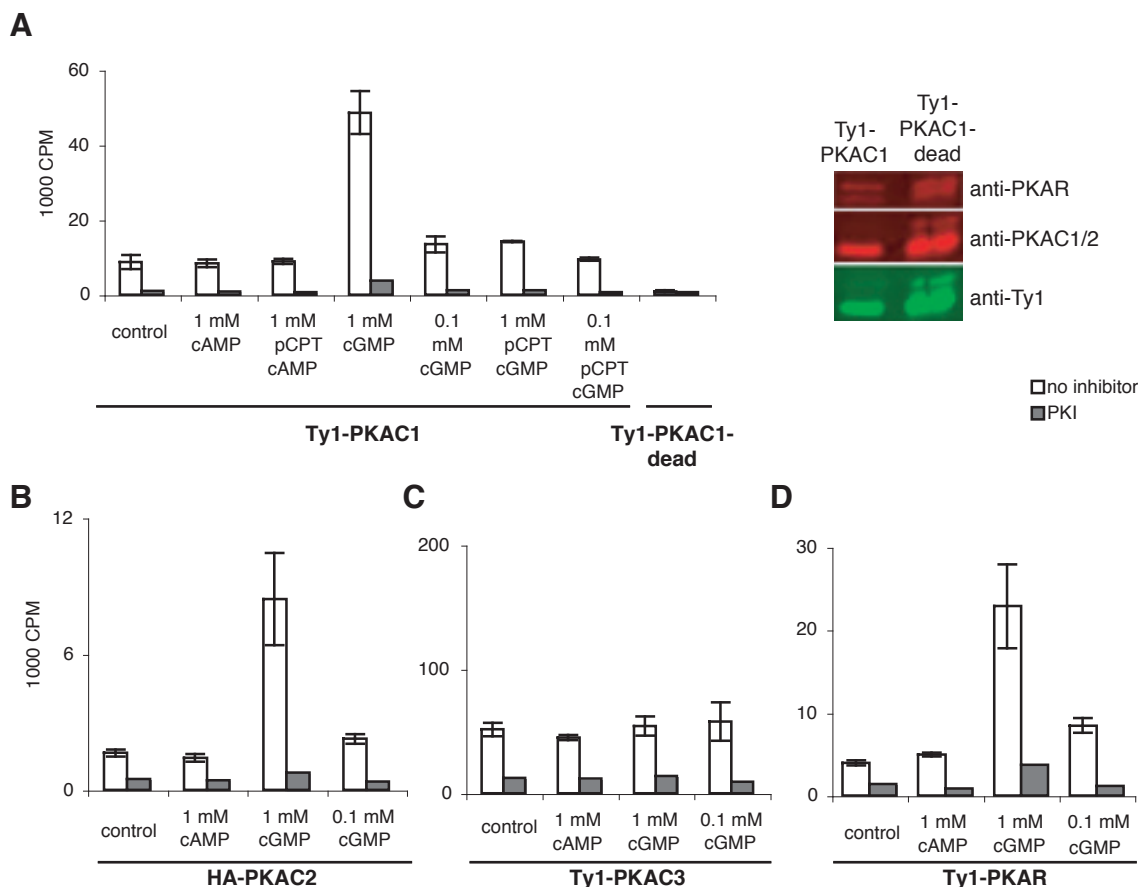 A
60
40
20
0
1000 CPM
control
1 mM
cAMP
1 mM
pCPT
cAMP
1 mM
cGMP
0.1
mM
cGMP
1 mM
pCPT
cGMP
0.1
mM
pCPT
cGMP
Ty1-PKAC1
Ty1-PKAC1-
dead
Ty1-
PKAC1
Ty1-
PKAC1-
dead
anti-PKAR
anti-PKAC1/2
anti-Ty1
no inhibitor
PKI
B
12
6
0
1000 CPM
control
1 mM
cAMP
1 mM
cGMP
0.1 mM
cGMP
HA-PKAC2
C
200
100
0
control
1 mM
cAMP
1 mM
cGMP
0.1 mM
cGMP
Ty1-PKAC3
D
30
20
10
0
control
1 mM
cAMP
1 mM
cGMP
0.1 mM
cGMP
Ty1-PKAR